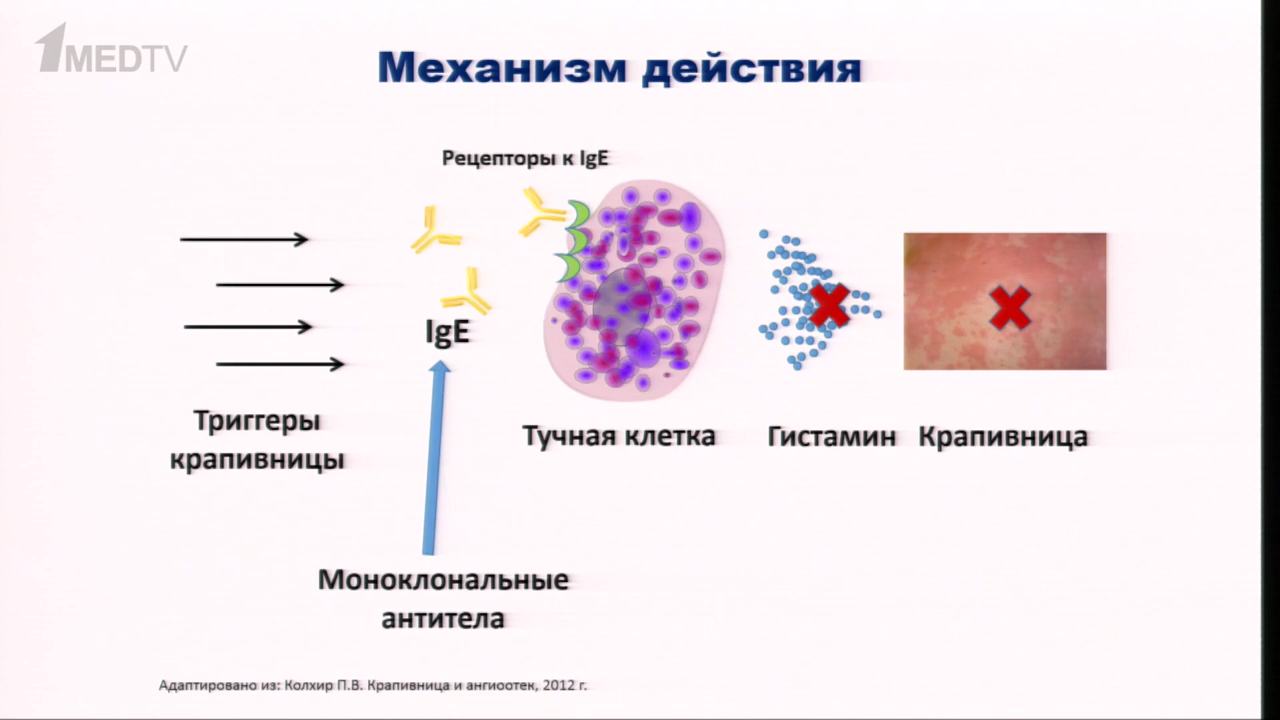 1MEDTV
Механизм действия
Рецепторы к IgE
IgE
Триггеры
крапивницы
Тучная клетка
Гистамин
Крапивница
Моноклональные
антитела
Адаптировано из: Колхир П.В. Крапивница и ангиоотек, 2012 г.